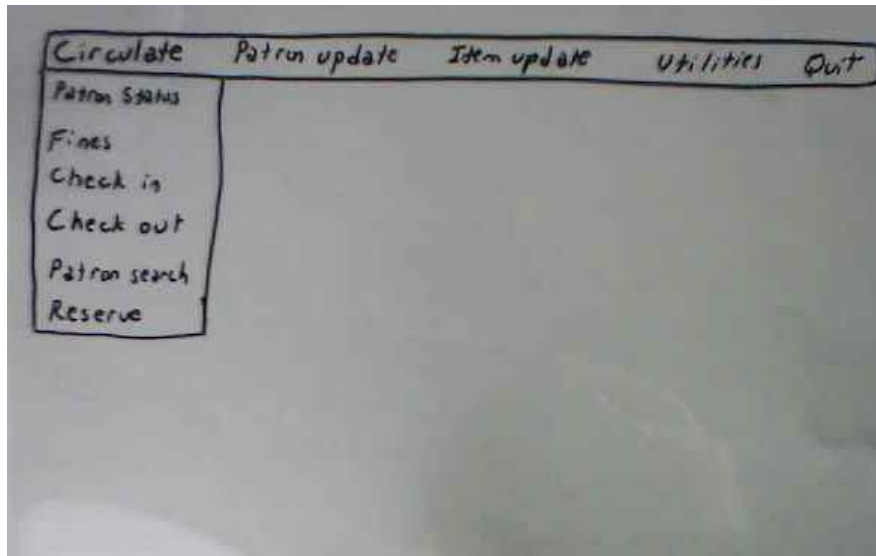 Circulate Patron update Item update Utilities Quit
Patron Status
Fines
Check in
Check out
Patron search
Reserve